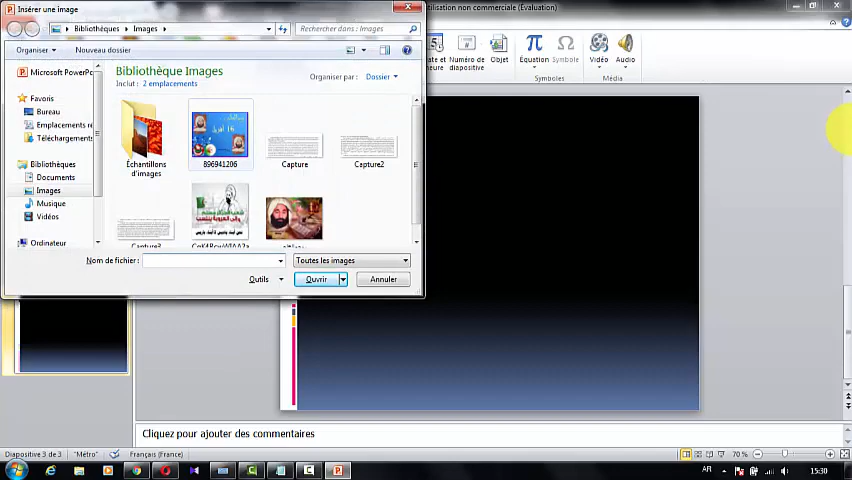 Insérer une image
utilisation non commerciale (Évaluation)
Bibliothèques
Images
Rechercher dans : Images
Organiser
Nouveau dossier
Microsoft PowerPo
Favoris
Bureau
Emplacements ré
Téléchargements
Bibliothèques
Documents
Images
Musique
Vidéos
Ordinateur
Bibliothèque Images
Inclut : 2 emplacements
Organiser par : Dossier
Échantillons
d'images
896941206
Capture
Capture2
Nom de fichier :
Toutes les images
Outils
Ouvrir
Annuler
Numéro de
diapositive
Objet
Équation
Symbole
Vidéo
Audio
Symboles
Média
Cliquez pour ajouter des commentaires
Diapositive 3 de 3
"Métro"
Français (France)
70 %
AR
15:30